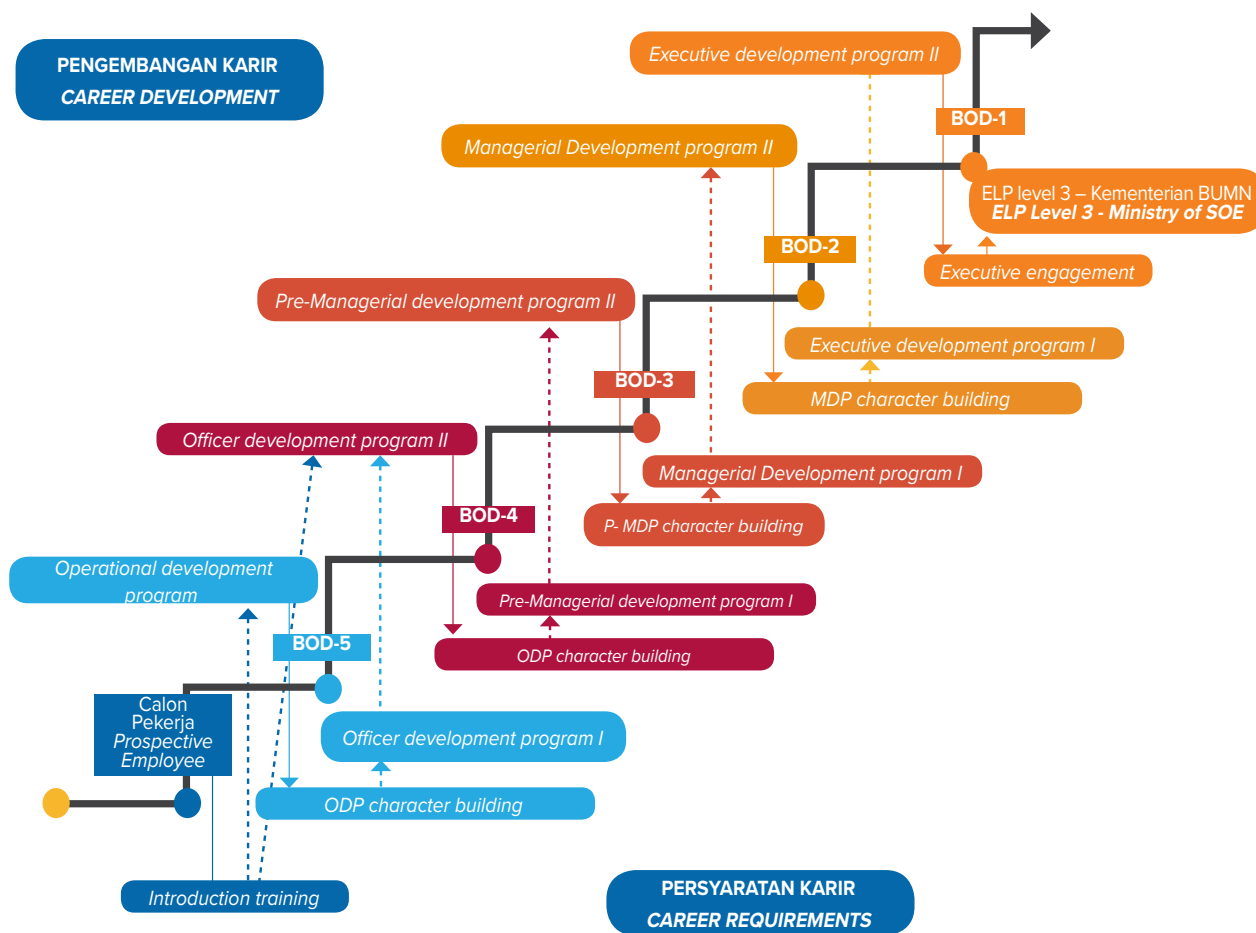 PENGEMBANGAN KARIR
CAREER DEVELOPMENT
Executive development program II
BOD-1
Managerial Development program II
ELP level 3 – Kementerian BUMN
ELP Level 3 - Ministry of SOE
BOD-2
Executive engagement
Pre-Managerial development program II
Executive development program I
BOD-3
MDP character building
Officer development program II
Managerial Development program I
BOD-4
P- MDP character building
Operational development
program
Pre-Managerial development program I
BOD-5
ODP character building
Calon
Pekerja
Prospective
Employee
Officer development program I
ODP character building
Introduction training
PERSYARATAN KARIR
CAREER REQUIREMENTS